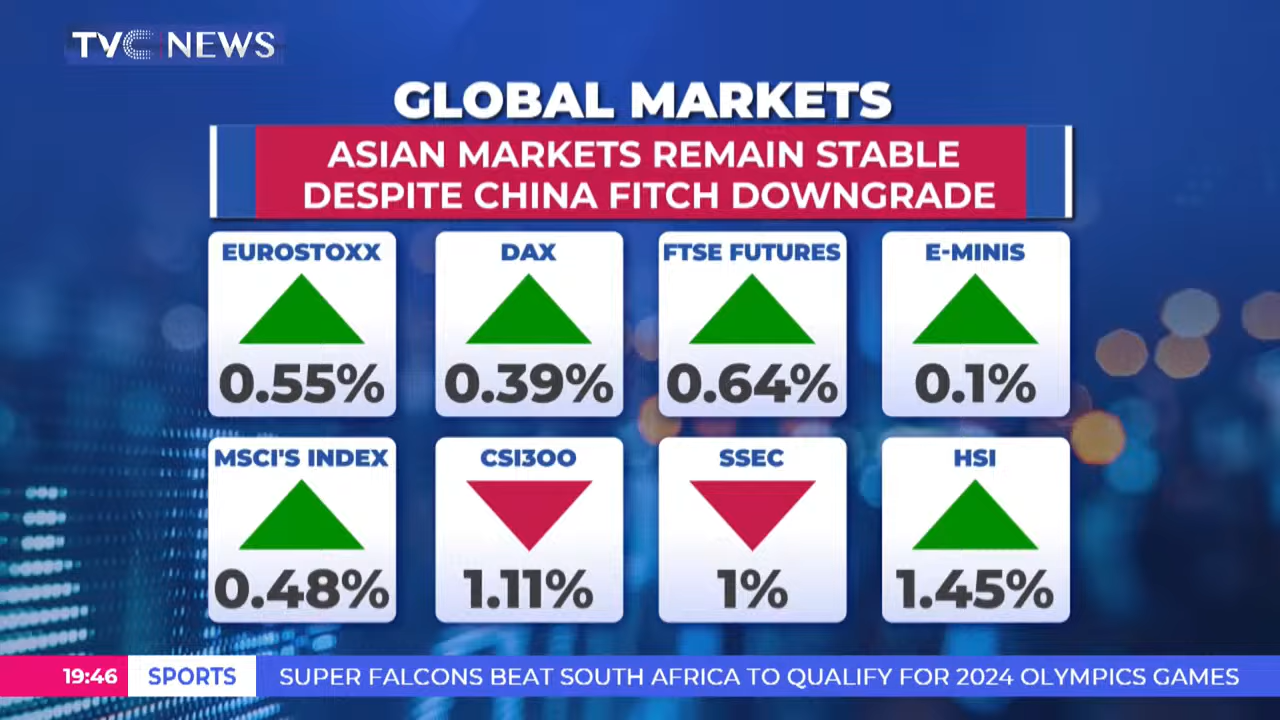 TVC NEWS
GLOBAL MARKETS
ASIAN MARKETS REMAIN STABLE
DESPITE CHINA FITCH DOWNGRADE
EUROSTOXX
0.55%
DAX
0.39%
FTSE FUTURES
0.64%
E-MINIS
0.1%
MSCI'S INDEX
0.48%
CSI300
1.11%
SSEC
1%
HSI
1.45%
19:46 SPORTS SUPER FALCONS BEAT SOUTH AFRICA TO QUALIFY FOR 2024 OLYMPICS GAMES